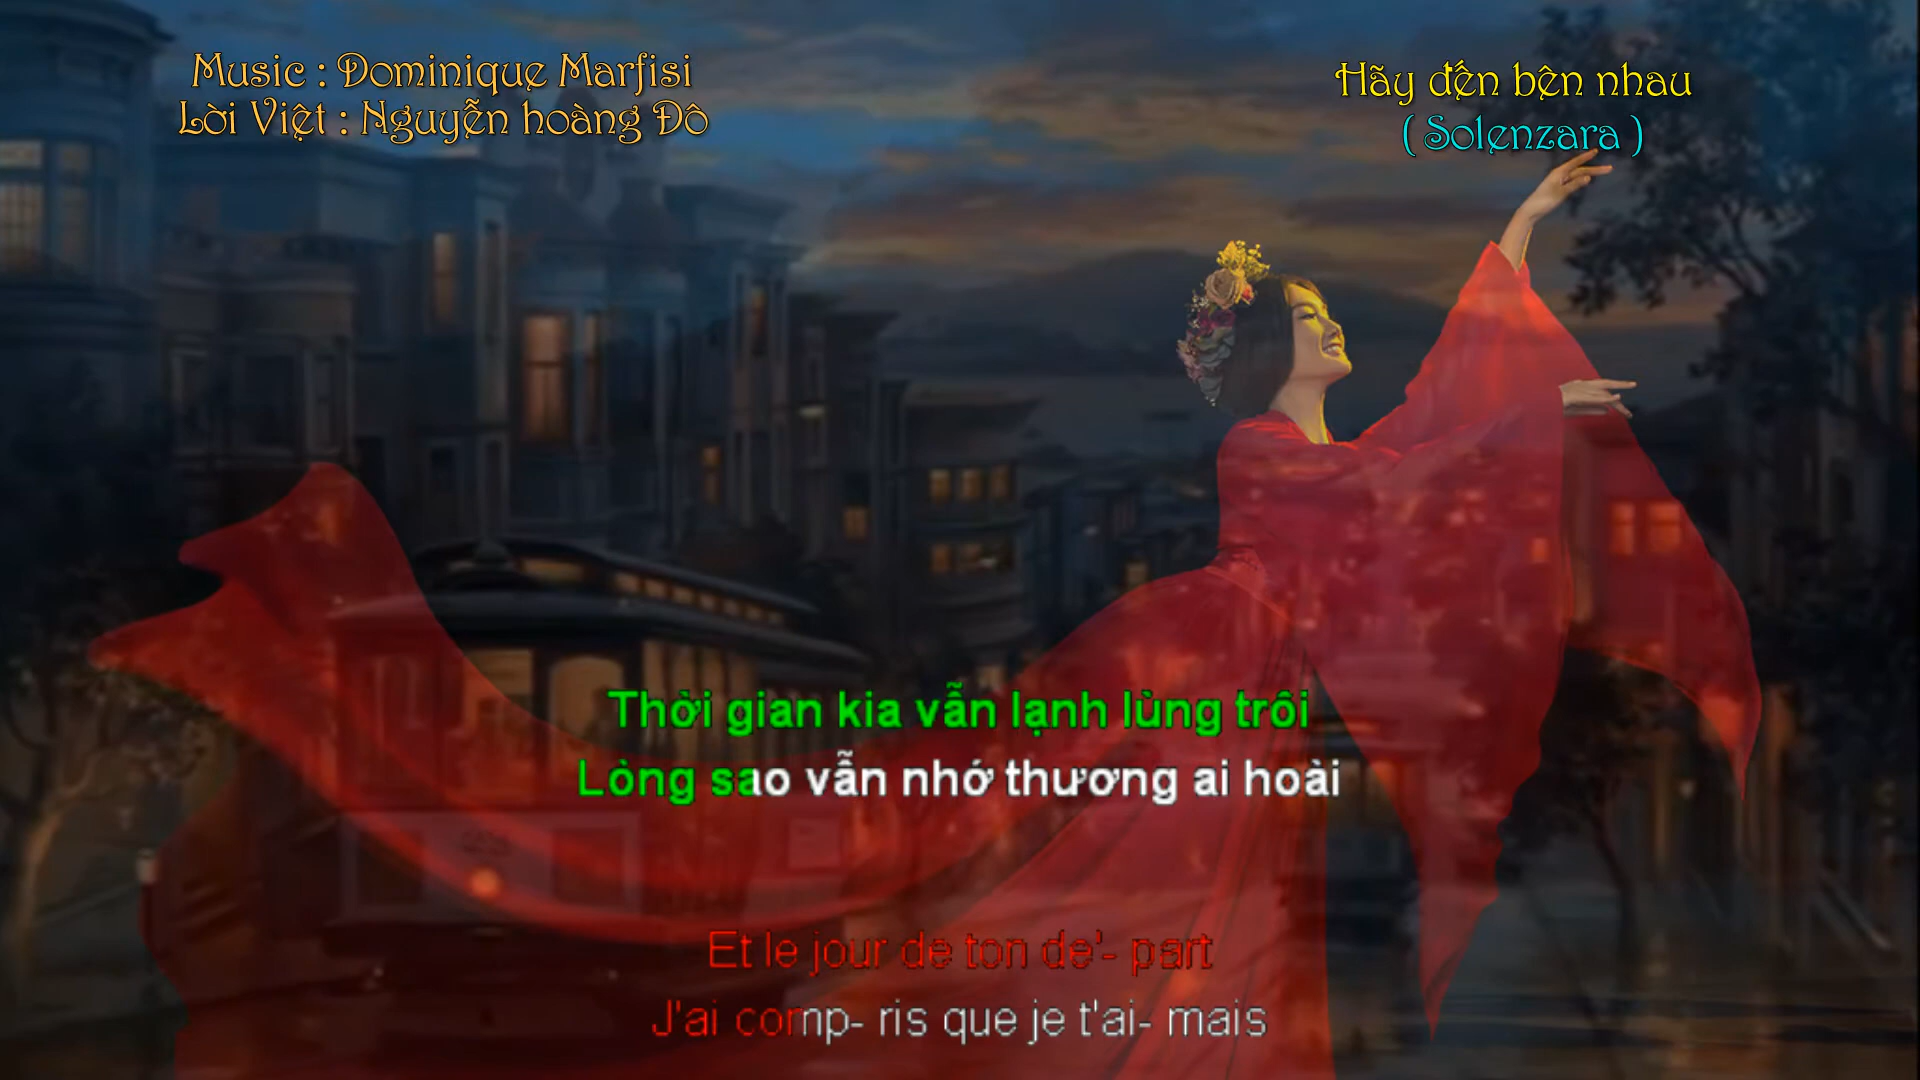 Music : Dominique Marfisi
Lời Việt : Nguyễn hoàng Đô
Hãy đến bên nhau
( Solenzara )
Thời gian kia vẫn lạnh lùng trôi
Lòng sao vẫn nhớ thương ai hoài
Et le jour de ton de'- part
J'ai comp- ris que je t'ai- mais